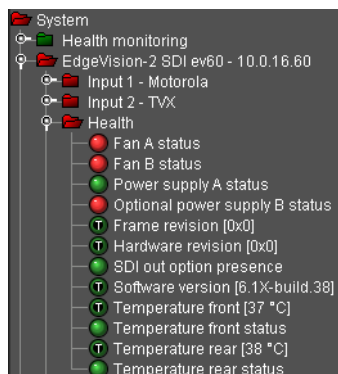 System
Health monitoring
EdgeVision-2 SDI ev60 - 10.0.16.60
Input 1 - Motorola
Input 2 - TVX
Health
Fan A status
Fan B status
Power supply A status
Optional power supply B status
T Frame revision [0x0]
T Hardware revision [0x0]
SDI out option presence
T Software version [6.1X-build.38]
T Temperature front [37 °C]
Temperature front status
T Temperature rear [38 °C]
Temperature rear status